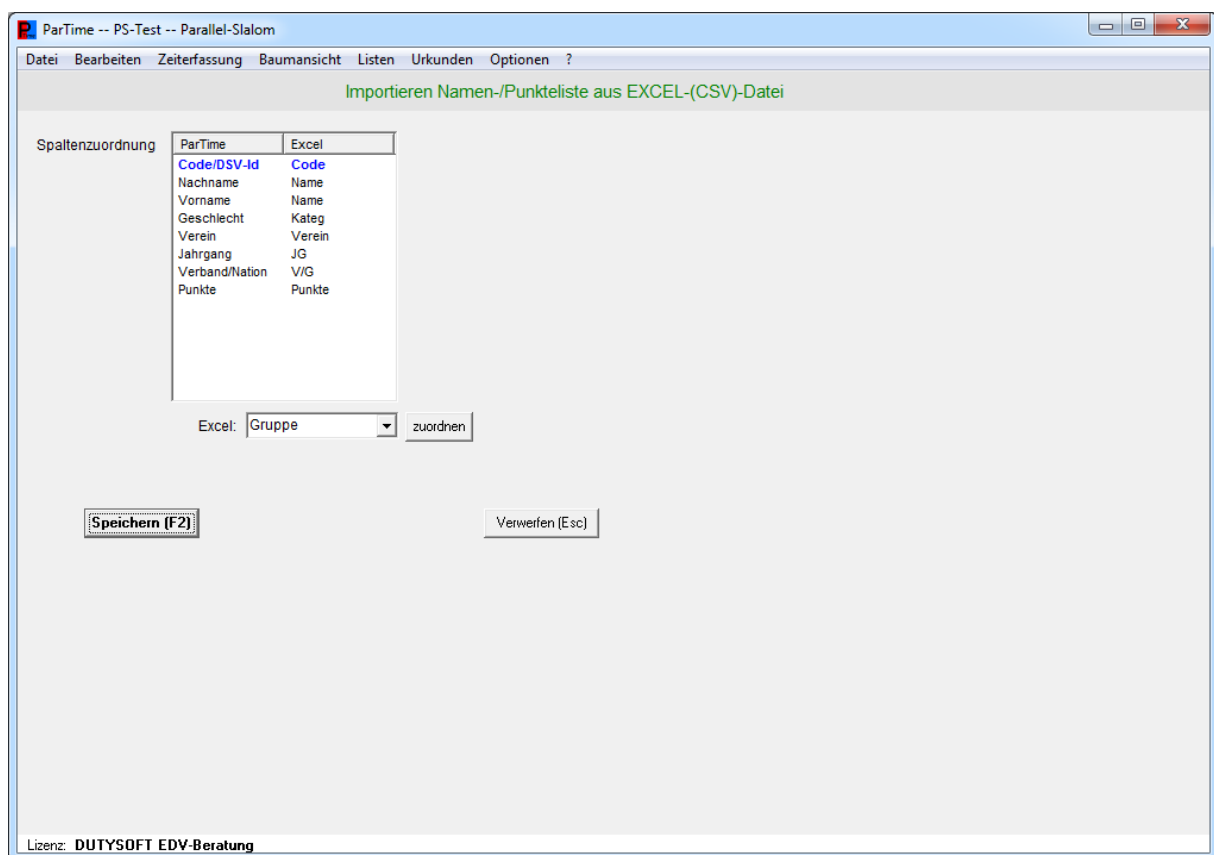 ParTime -- PS-Test -- Parallel-Slalom
Datei Bearbeiten Zeiterfassung Baumansicht Listen Urkunden Optionen ?
Importieren Namen-/Punkteliste aus EXCEL-(CSV)-Datei
Spaltenzuordnung ParTime Excel
Code/DSV-Id Code
Nachname Name
Vorname Name
Geschlecht Kateg
Verein Verein
Jahrgang JG
Verband/Nation V/G
Punkte Punkte
Excel: Gruppe zuordnen
Speichern (F2) Verwerfen (Esc)
Lizenz: DUTYSOFT EDV-Beratung